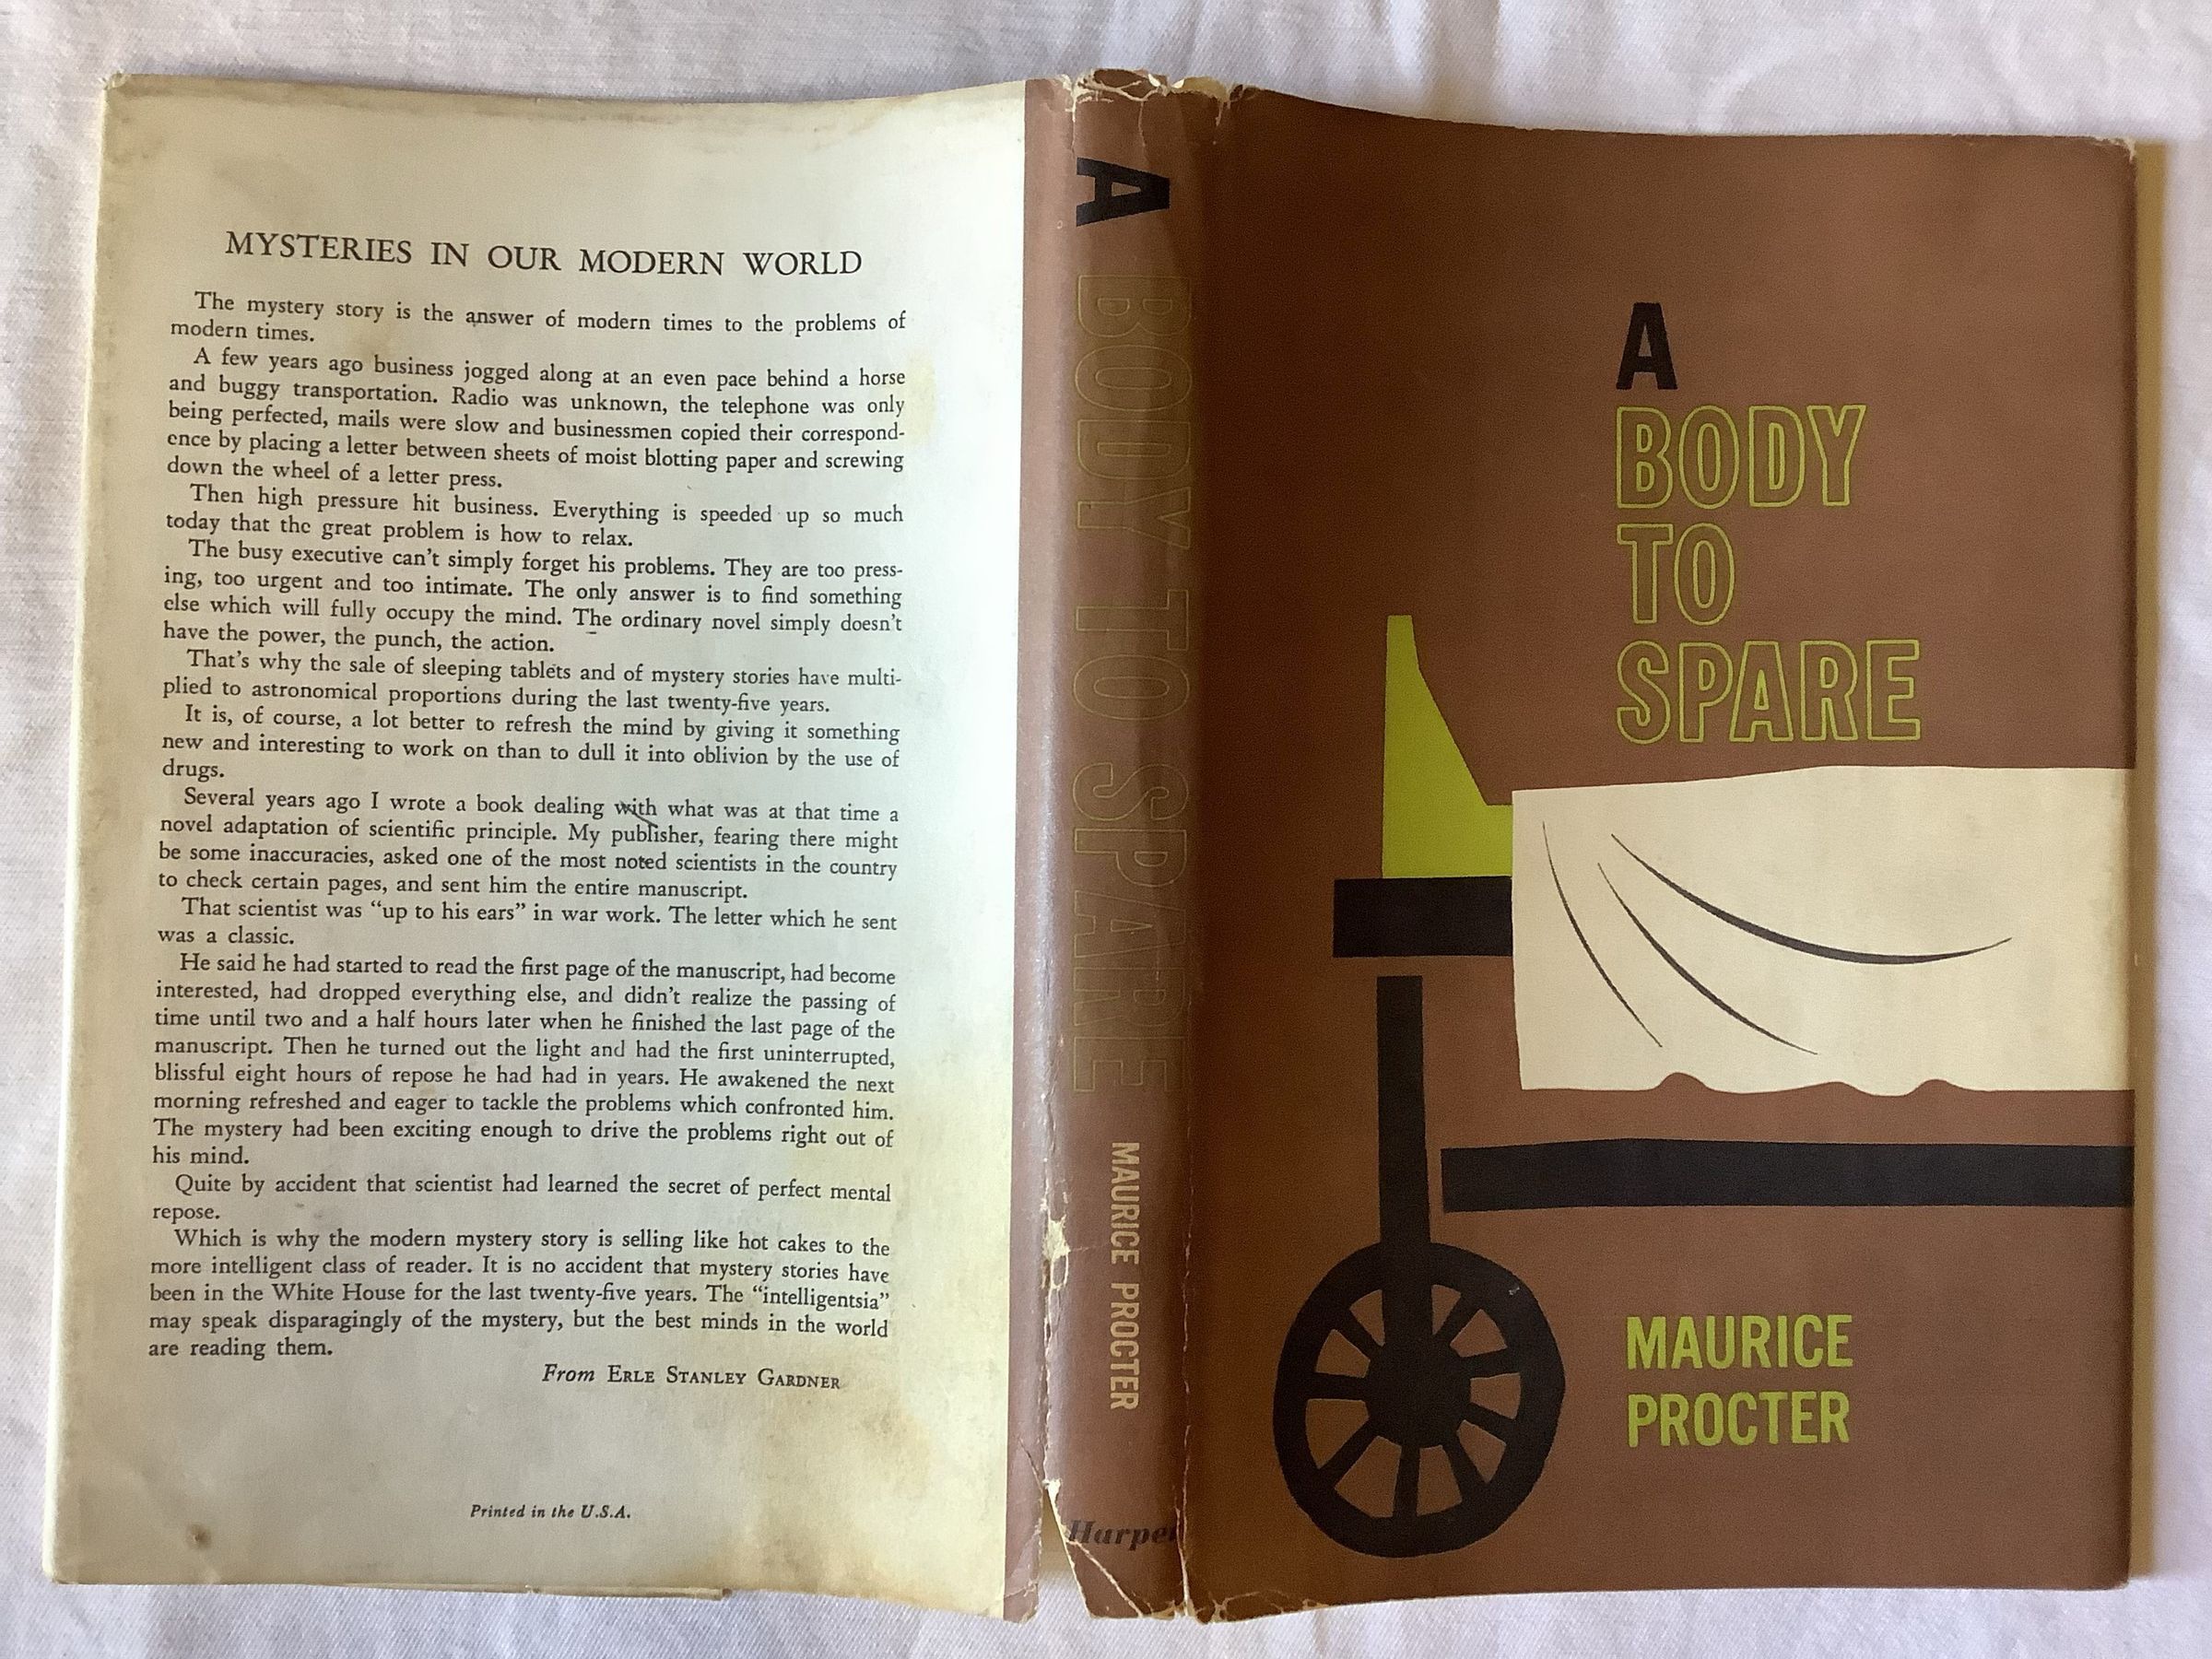 MYSTERIES IN OUR MODERN WORLD
The mystery story is the answer of modern times to the problems of
modern times.
A few years ago business jogged along at an even pace behind a horse
and buggy transportation. Radio was unknown, the telephone was only
being perfected, mails were slow and businessmen copied their correspond-
ence by placing a letter between sheets of moist blotting paper and screwing
down the wheel of a letter press.
Then high pressure hit business. Everything is speeded up so much
today that the great problem is how to relax.
The busy executive can't simply forget his problems. They are too press-
ing, too urgent and too intimate. The only answer is to find something
else which will fully occupy the mind. The ordinary novel simply doesn't
have the power, the punch, the action.
That's why the sale of sleeping tablets and of mystery stories have multi-
plied to astronomical proportions during the last twenty-five years.
It is, of course, a lot better to refresh the mind by giving it something
new and interesting to work on than to dull it into oblivion by the use of
drugs.
Several years ago I wrote a book dealing with what was at that time a
novel adaptation of scientific principle. My publisher, fearing there might
be some inaccuracies, asked one of the most noted scientists in the country
to check certain pages, and sent him the entire manuscript.
That scientist was “up to his ears” in war work. The letter which he sent
was a classic.
He said he had started to read the first page of the manuscript, had become
interested, had dropped everything else, and didn't realize the passing of
time until two and a half hours later when he finished the last page of the
manuscript. Then he turned out the light and had the first uninterrupted,
blissful eight hours of repose he had had in years. He awakened the next
morning refreshed and eager to tackle the problems which confronted him.
The mystery had been exciting enough to drive the problems right out of
his mind.
Quite by accident that scientist had learned the secret of perfect mental
repose.
Which is why the modern mystery story is selling like hot cakes to the
more intelligent class of reader. It is no accident that mystery stories have
been in the White House for the last twenty-five years. The “intelligentsia”
may speak disparagingly of the mystery, but the best minds in the world
are reading them.
From ERLE STANLEY GARDNER
Printed in the U.S.A.
A BODY TO SPARE MAURICE PROCTER
Harper
A
BODY
TO
SPARE
MAURICE
PROCTER